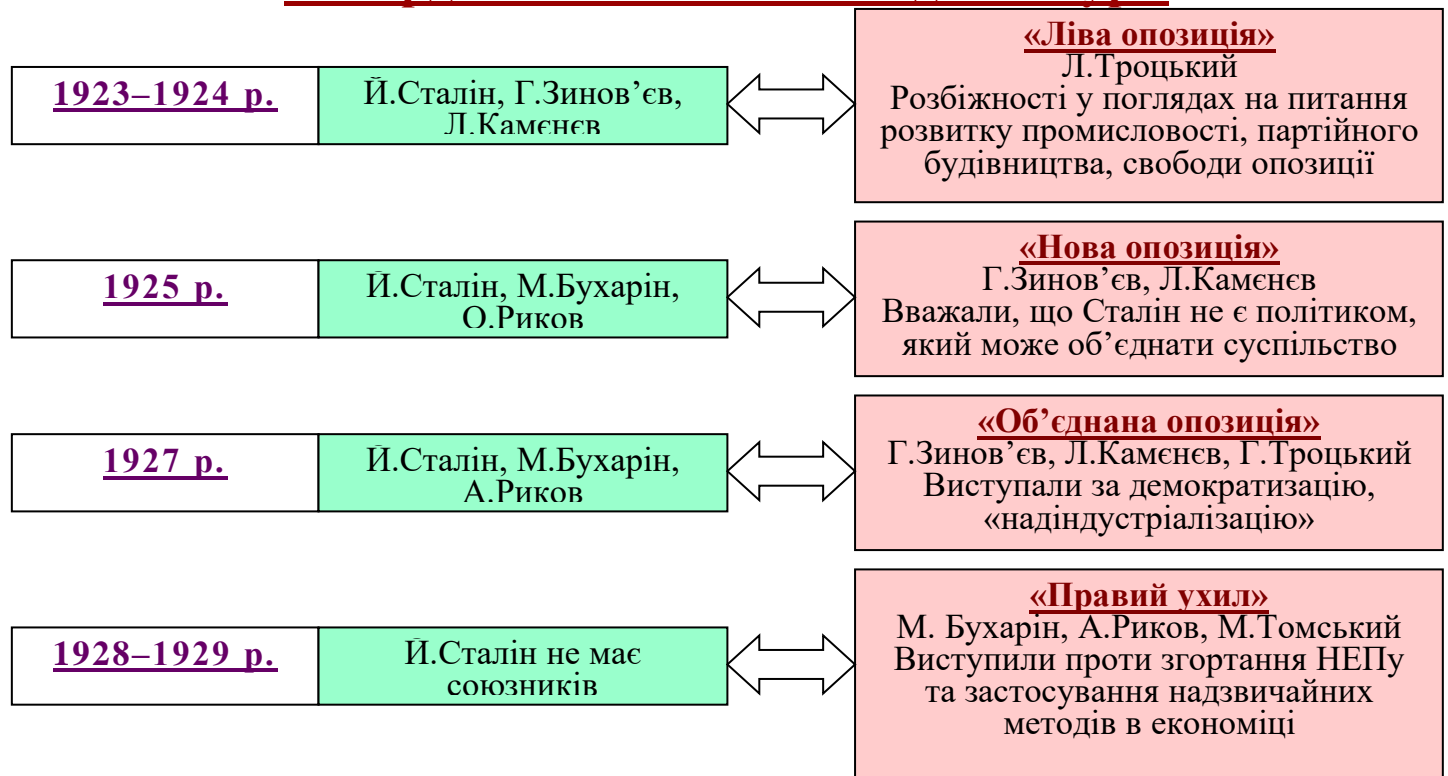 1923–1924 р.
Й.Сталін, Г.Зинов’єв,
Л.Камєнєв
«Ліва опозиція»
Л.Троцький
Розбіжності у поглядах на питання
розвитку промисловості, партійного
будівництва, свободи опозиції
1925 р.
Й.Сталін, М.Бухарін,
О.Риков
«Нова опозиція»
Г.Зинов’єв, Л.Камєнєв
Вважали, що Сталін не є політиком,
який може об’єднати суспільство
1927 р.
Й.Сталін, М.Бухарін,
А.Риков
«Об’єднана опозиція»
Г.Зинов’єв, Л.Камєнєв, Г.Троцький
Виступали за демократизацію,
«надіндустріалізацію»
1928–1929 р.
Й.Сталін не має
союзників
«Правий ухил»
М. Бухарін, А.Риков, М.Томський
Виступили проти згортання НЕПу
та застосування надзвичайних
методів в економіці